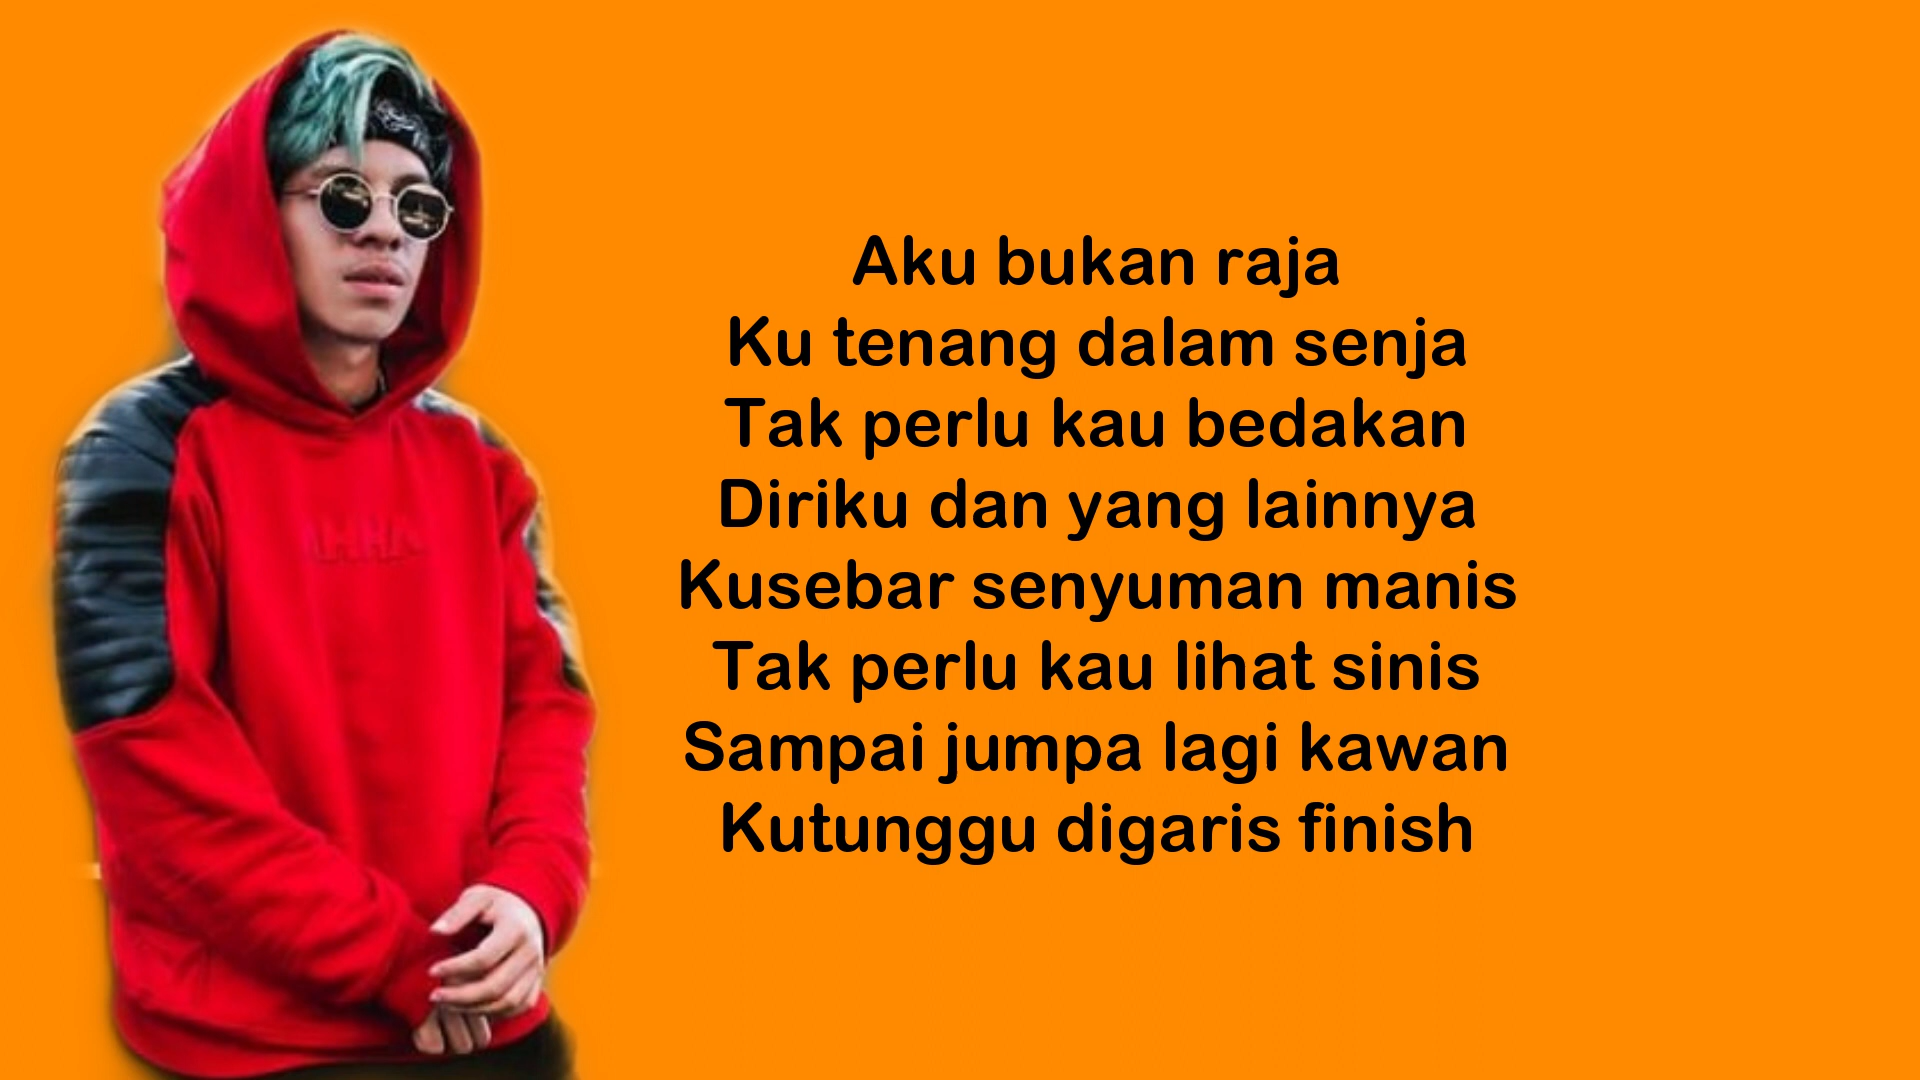 Aku bukan raja
Ku tenang dalam senja
Tak perlu kau bedakan
Diriku dan yang lainnya
Kusebar senyuman manis
Tak perlu kau lihat sinis
Sampai jumpa lagi kawan
Kutunggu digaris finish